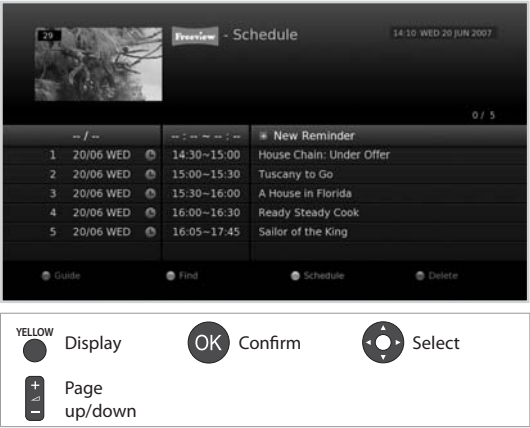 29
Freeview - Schedule
14:10 WED 20 JUN 2007
0 / 5
-- / --
-- : -- ~ -- : --
New Reminder
1 20/06 WED 14:30~15:00 House Chain: Under Offer
2 20/06 WED 15:00~15:30 Tuscany to Go
3 20/06 WED 15:30~16:00 A House in Florida
4 20/06 WED 16:00~16:30 Ready Steady Cook
5 20/06 WED 16:05~17:45 Sailor of the King
Guide Find Schedule Delete
YELLOW Display OK Confirm Select
+ Page
− up/down